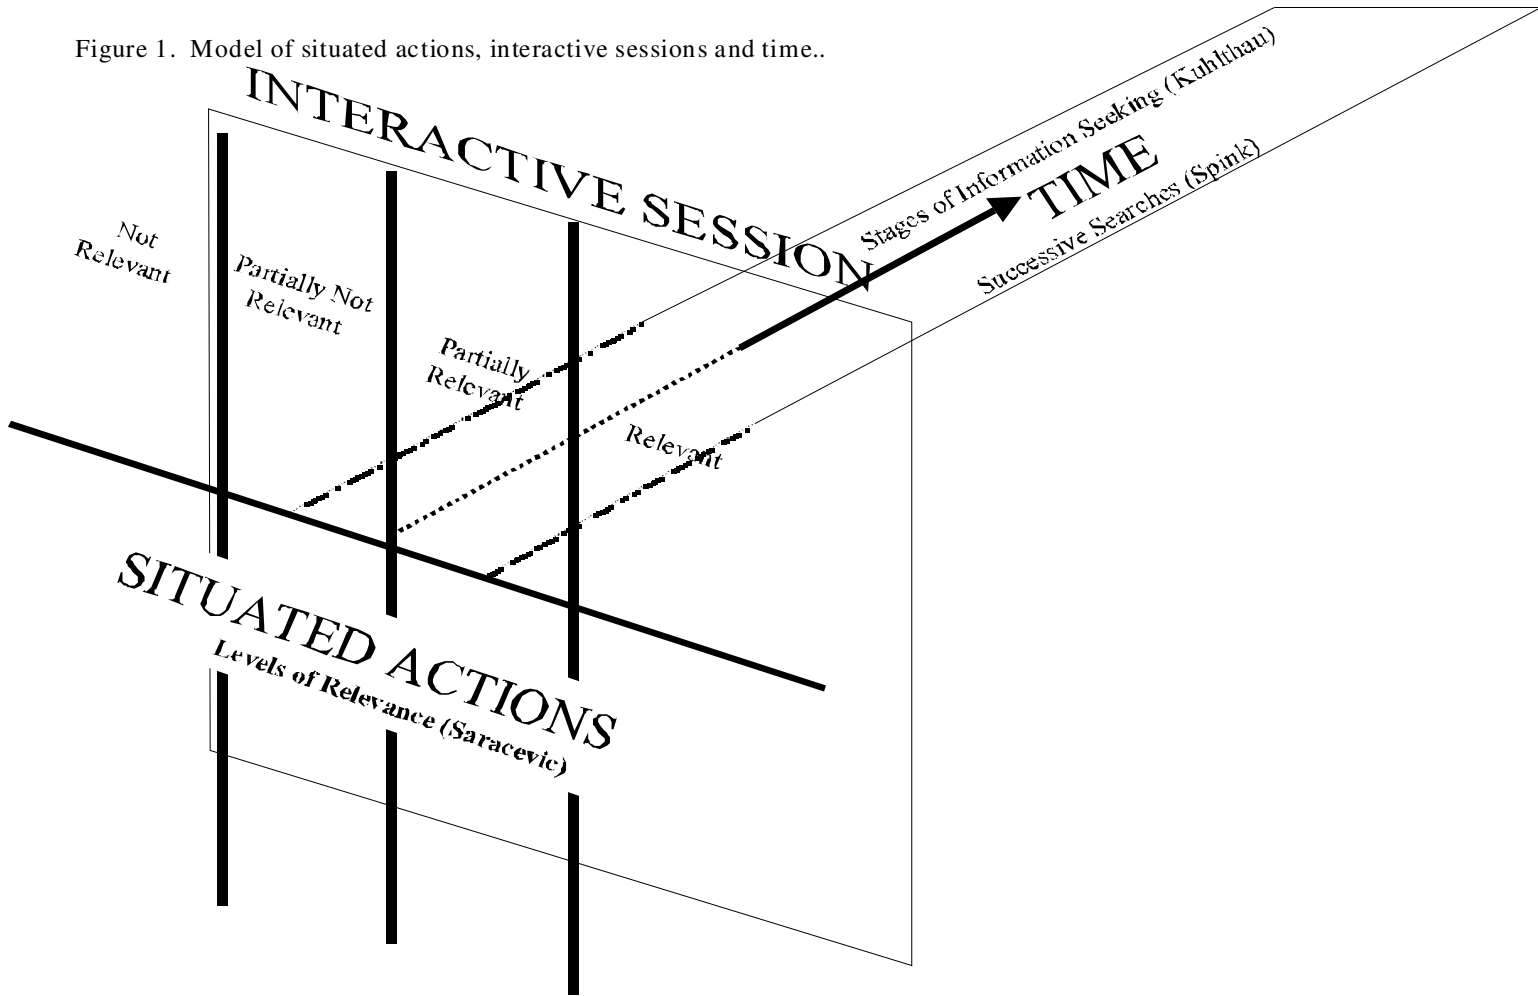 Figure 1. Model of situated actions, interactive sessions and time..
INTERACTIVE SESSION
Stages of Information Seeking (Kuhlthau)
TIME
Successive Searches (Spink)
Not
Relevant
Partially Not
Relevant
Partially
Relevant
Relevant
SITUATED ACTIONS
Levels of Relevance (Saracevic)